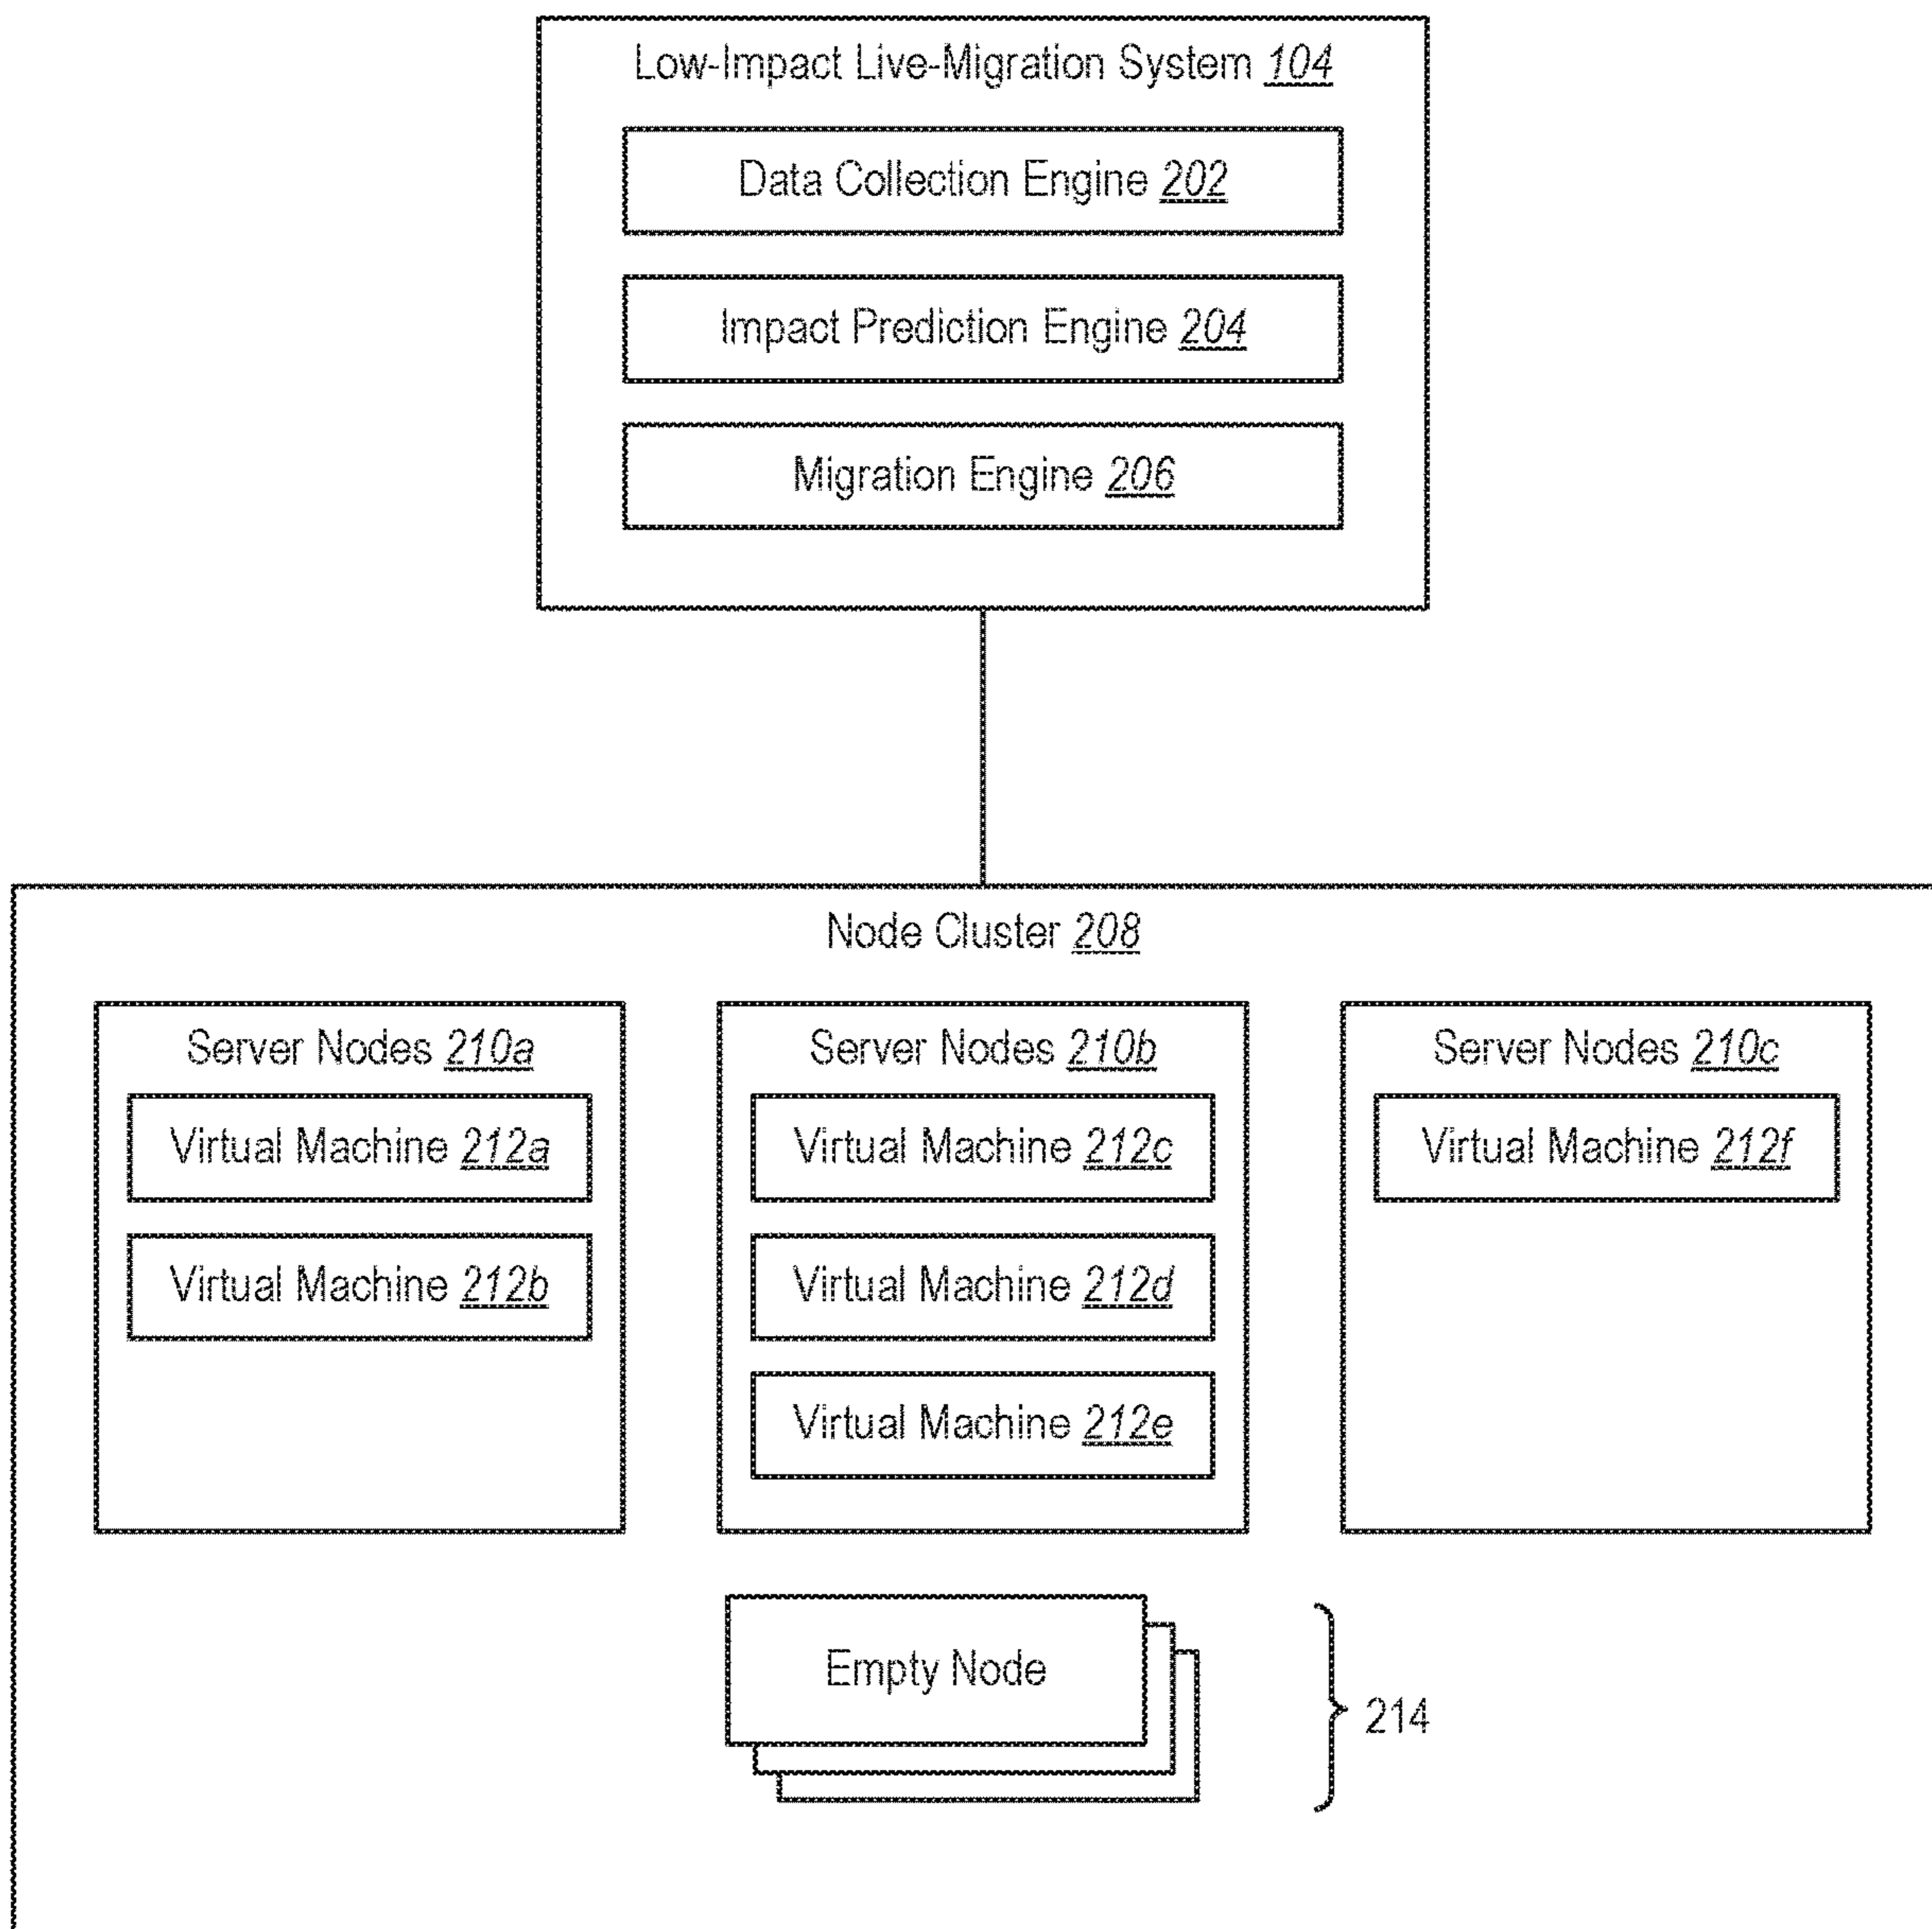 Low-Impact Live-Migration System 104
Data Collection Engine 202
Impact Prediction Engine 204
Migration Engine 206
Node Cluster 208
Server Nodes 210a
Virtual Machine 212a
Virtual Machine 212b
Server Nodes 210b
Virtual Machine 212c
Virtual Machine 212d
Virtual Machine 212e
Server Nodes 210c
Virtual Machine 212f
Empty Node
214